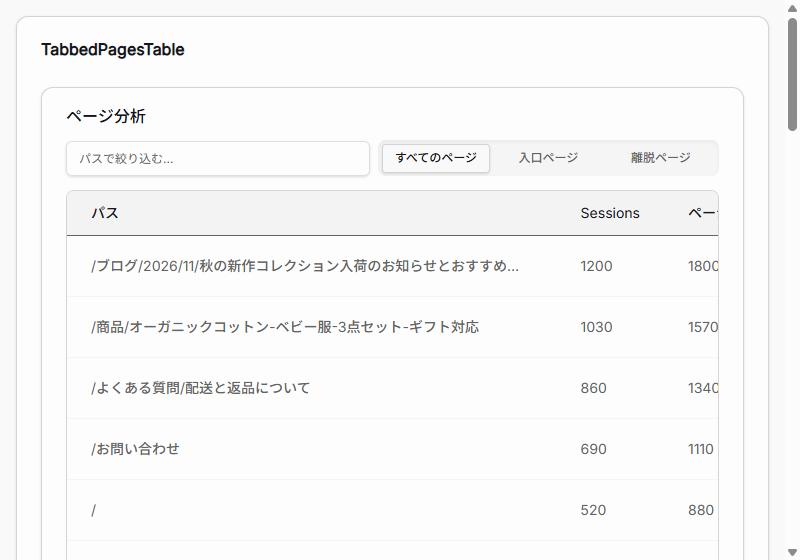 TabbedPagesTable
ページ分析
パスで絞り込む...
すべてのページ 入口ページ 離脱ページ
パス Sessions ペー
/ブログ/2026/11/秋の新作コレクション入荷のお知らせとおすすめ... 1200 1800
/商品/オーガニックコットン-ベビー服-3点セット-ギフト対応 1030 1570
/よくある質問/配送と返品について 860 1340
/お問い合わせ 690 1110
/ 520 880